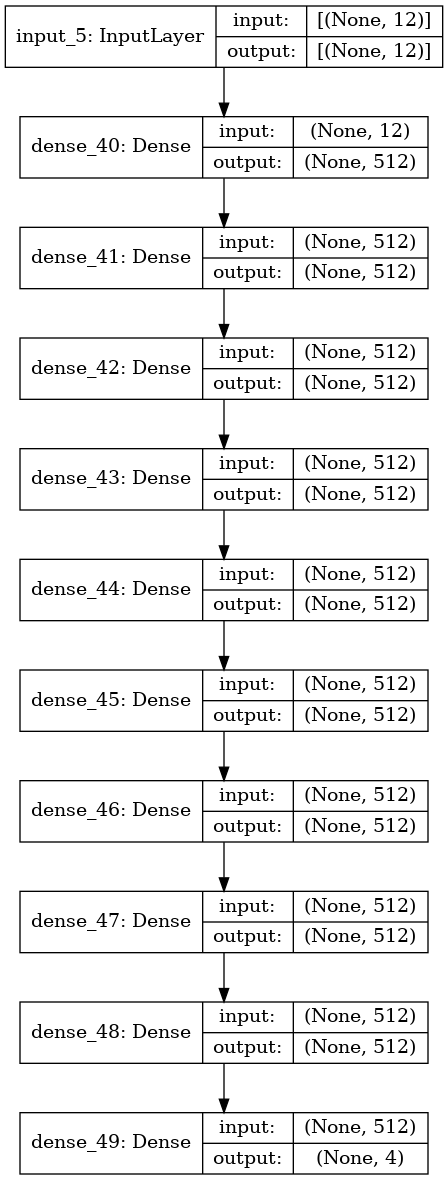 input_5: InputLayer
input: [(None, 12)]
output: [(None, 12)]
dense_40: Dense
input: (None, 12)
output: (None, 512)
dense_41: Dense
input: (None, 512)
output: (None, 512)
dense_42: Dense
input: (None, 512)
output: (None, 512)
dense_43: Dense
input: (None, 512)
output: (None, 512)
dense_44: Dense
input: (None, 512)
output: (None, 512)
dense_45: Dense
input: (None, 512)
output: (None, 512)
dense_46: Dense
input: (None, 512)
output: (None, 512)
dense_47: Dense
input: (None, 512)
output: (None, 512)
dense_48: Dense
input: (None, 512)
output: (None, 512)
dense_49: Dense
input: (None, 512)
output: (None, 4)